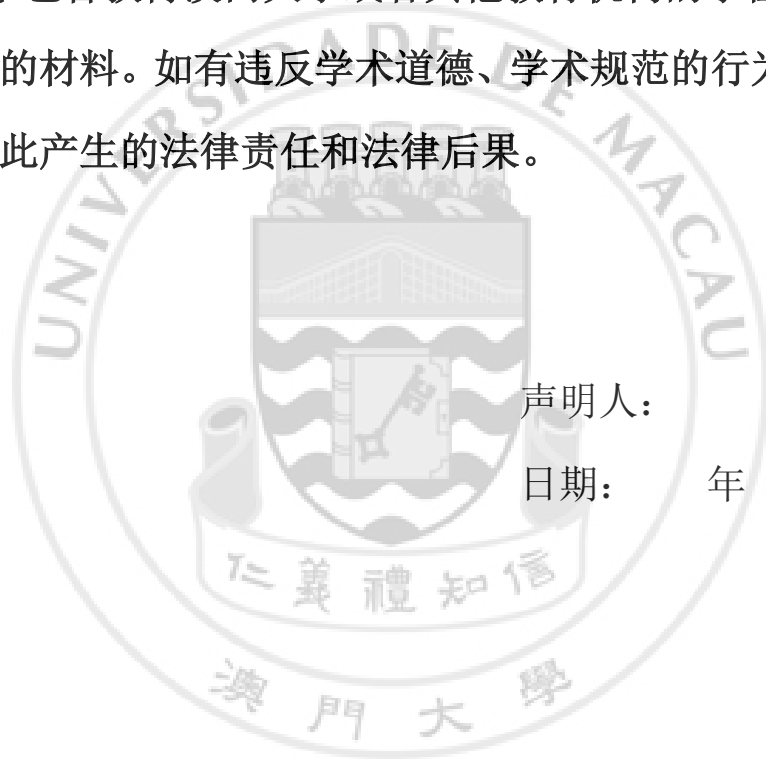 的材料。如有违反学术道德、学术规范的行为
此产生的法律责任和法律后果。
UNIVERSIDADE DE MACAU
声明人：
日期： 年
仁義禮知信
澳門大學